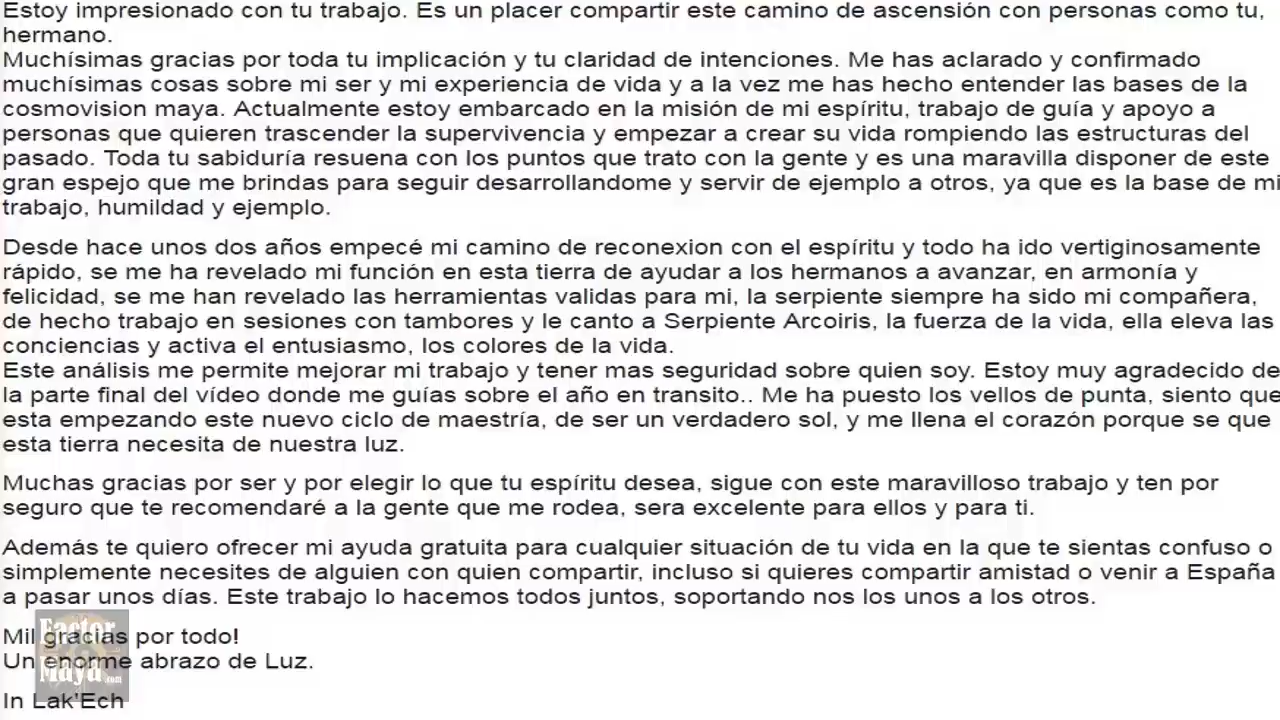 Estoy impresionado con tu trabajo. Es un placer compartir este camino de ascensión con personas como tu,
hermano.
Muchísimas gracias por toda tu implicación y tu claridad de intenciones. Me has aclarado y confirmado
muchísimas cosas sobre mi ser y mi experiencia de vida y a la vez me has hecho entender las bases de la
cosmovision maya. Actualmente estoy embarcado en la misión de mi espíritu, trabajo de guía y apoyo a
personas que quieren trascender la supervivencia y empezar a crear su vida rompiendo las estructuras del
pasado. Toda tu sabiduría resuena con los puntos que trato con la gente y es una maravilla disponer de este
gran espejo que me brindas para seguir desarrollandome y servir de ejemplo a otros, ya que es la base de mi
trabajo, humildad y ejemplo.
Desde hace unos dos años empecé mi camino de reconexion con el espíritu y todo ha ido vertiginosamente
rápido, se me ha revelado mi función en esta tierra de ayudar a los hermanos a avanzar, en armonía y
felicidad, se me han revelado las herramientas validas para mi, la serpiente siempre ha sido mi compañera,
de hecho trabajo en sesiones con tambores y le canto a Serpiente Arcoiris, la fuerza de la vida, ella eleva las
conciencias y activa el entusiasmo, los colores de la vida.
Este análisis me permite mejorar mi trabajo y tener mas seguridad sobre quien soy. Estoy muy agradecido de
la parte final del vídeo donde me guías sobre el año en transito.. Me ha puesto los vellos de punta, siento que
esta empezando este nuevo ciclo de maestría, de ser un verdadero sol, y me llena el corazón porque se que
esta tierra necesita de nuestra luz.
Muchas gracias por ser y por elegir lo que tu espíritu desea, sigue con este maravilloso trabajo y ten por
seguro que te recomendaré a la gente que me rodea, sera excelente para ellos y para ti.
Además te quiero ofrecer mi ayuda gratuita para cualquier situación de tu vida en la que te sientas confuso o
simplemente necesites de alguien con quien compartir, incluso si quieres compartir amistad o venir a España
a pasar unos días. Este trabajo lo hacemos todos juntos, soportando nos los unos a los otros.
Mil gracias por todo!
Un enorme abrazo de Luz.
In Lak'Ech
Factor
Maya.com